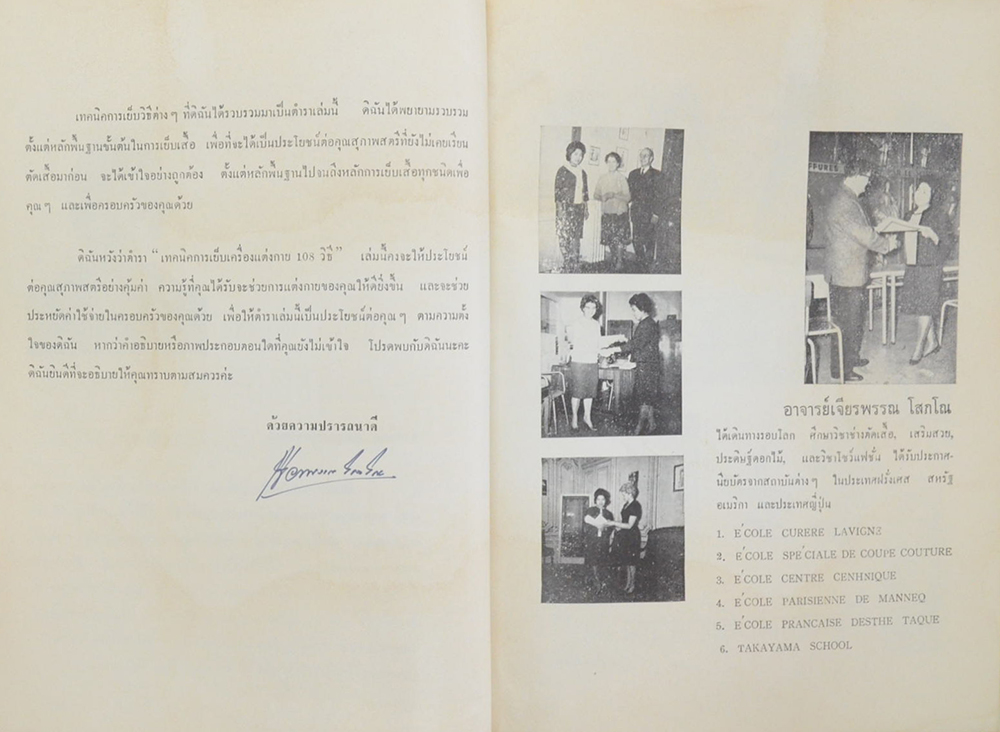 เทคนิคการเย็บวิธีต่าง ๆ ที่ดิฉันได้รวบรวมมาเป็นตำราเล่มนี้ ดิฉันได้พยายามรวบรวม
ตั้งแต่หลักพื้นฐานขั้นต้นในการเย็บเสื้อ เพื่อที่จะได้เป็นประโยชน์ต่อคุณสุภาพสตรีที่ยังไม่เคยเรียน
ตัดเสื้อมาก่อน จะได้เข้าใจอย่างถูกต้อง ตั้งแต่หลักพื้นฐานไปจนถึงหลักการเย็บเสื้อทุกชนิดเพื่อ
คุณ ๆ และเพื่อครอบครัวของคุณด้วย
ดิฉันหวังว่าตำรา “เทคนิคการเย็บเครื่องแต่งกาย 108 วิธี” เล่มนี้คงจะให้ประโยชน์
ต่อคุณสุภาพสตรีอย่างคุ้มค่า ความรู้ที่คุณได้รับจะช่วยการแต่งกายของคุณให้ดียิ่งขึ้น และจะช่วย
ประหยัดค่าใช้จ่ายในครอบครัวของคุณด้วย เพื่อให้ตำราเล่มนี้เป็นประโยชน์ต่อคุณ ๆ ตามความตั้ง
ใจของดิฉัน หากว่าคำอธิบายหรือภาพประกอบตอนใดที่คุณยังไม่เข้าใจ โปรดพบกับดิฉันนะคะ
ดิฉันยินดีที่จะอธิบายให้คุณทราบตามสมควรค่ะ
ด้วยความปรารถนาดี
อาจารย์เจียรพรรณ โสภโณ
ได้เดินทางรอบโลก ศึกษาวิชาช่างตัดเสื้อ, เสริมสวย,
ประดิษฐ์ดอกไม้, และวิชาโชว์แฟชั่น ได้รับประกาศ-
นียบัตรจากสถาบันต่าง ๆ ในประเทศฝรั่งเศส สหรัฐ
อเมริกา และประเทศญี่ปุ่น
1. E′COLE CURERE LAVIGNE
2. E′COLE SPE′CIALE DE COUPE COUTURE
3. E′COLE CENTRE CENHNIQUE
4. E′COLE PARISIENNE DE MANNEQ
5. E′COLE PRANCAISE DESTHE TAQUE
6. TAKAYAMA SCHOOL